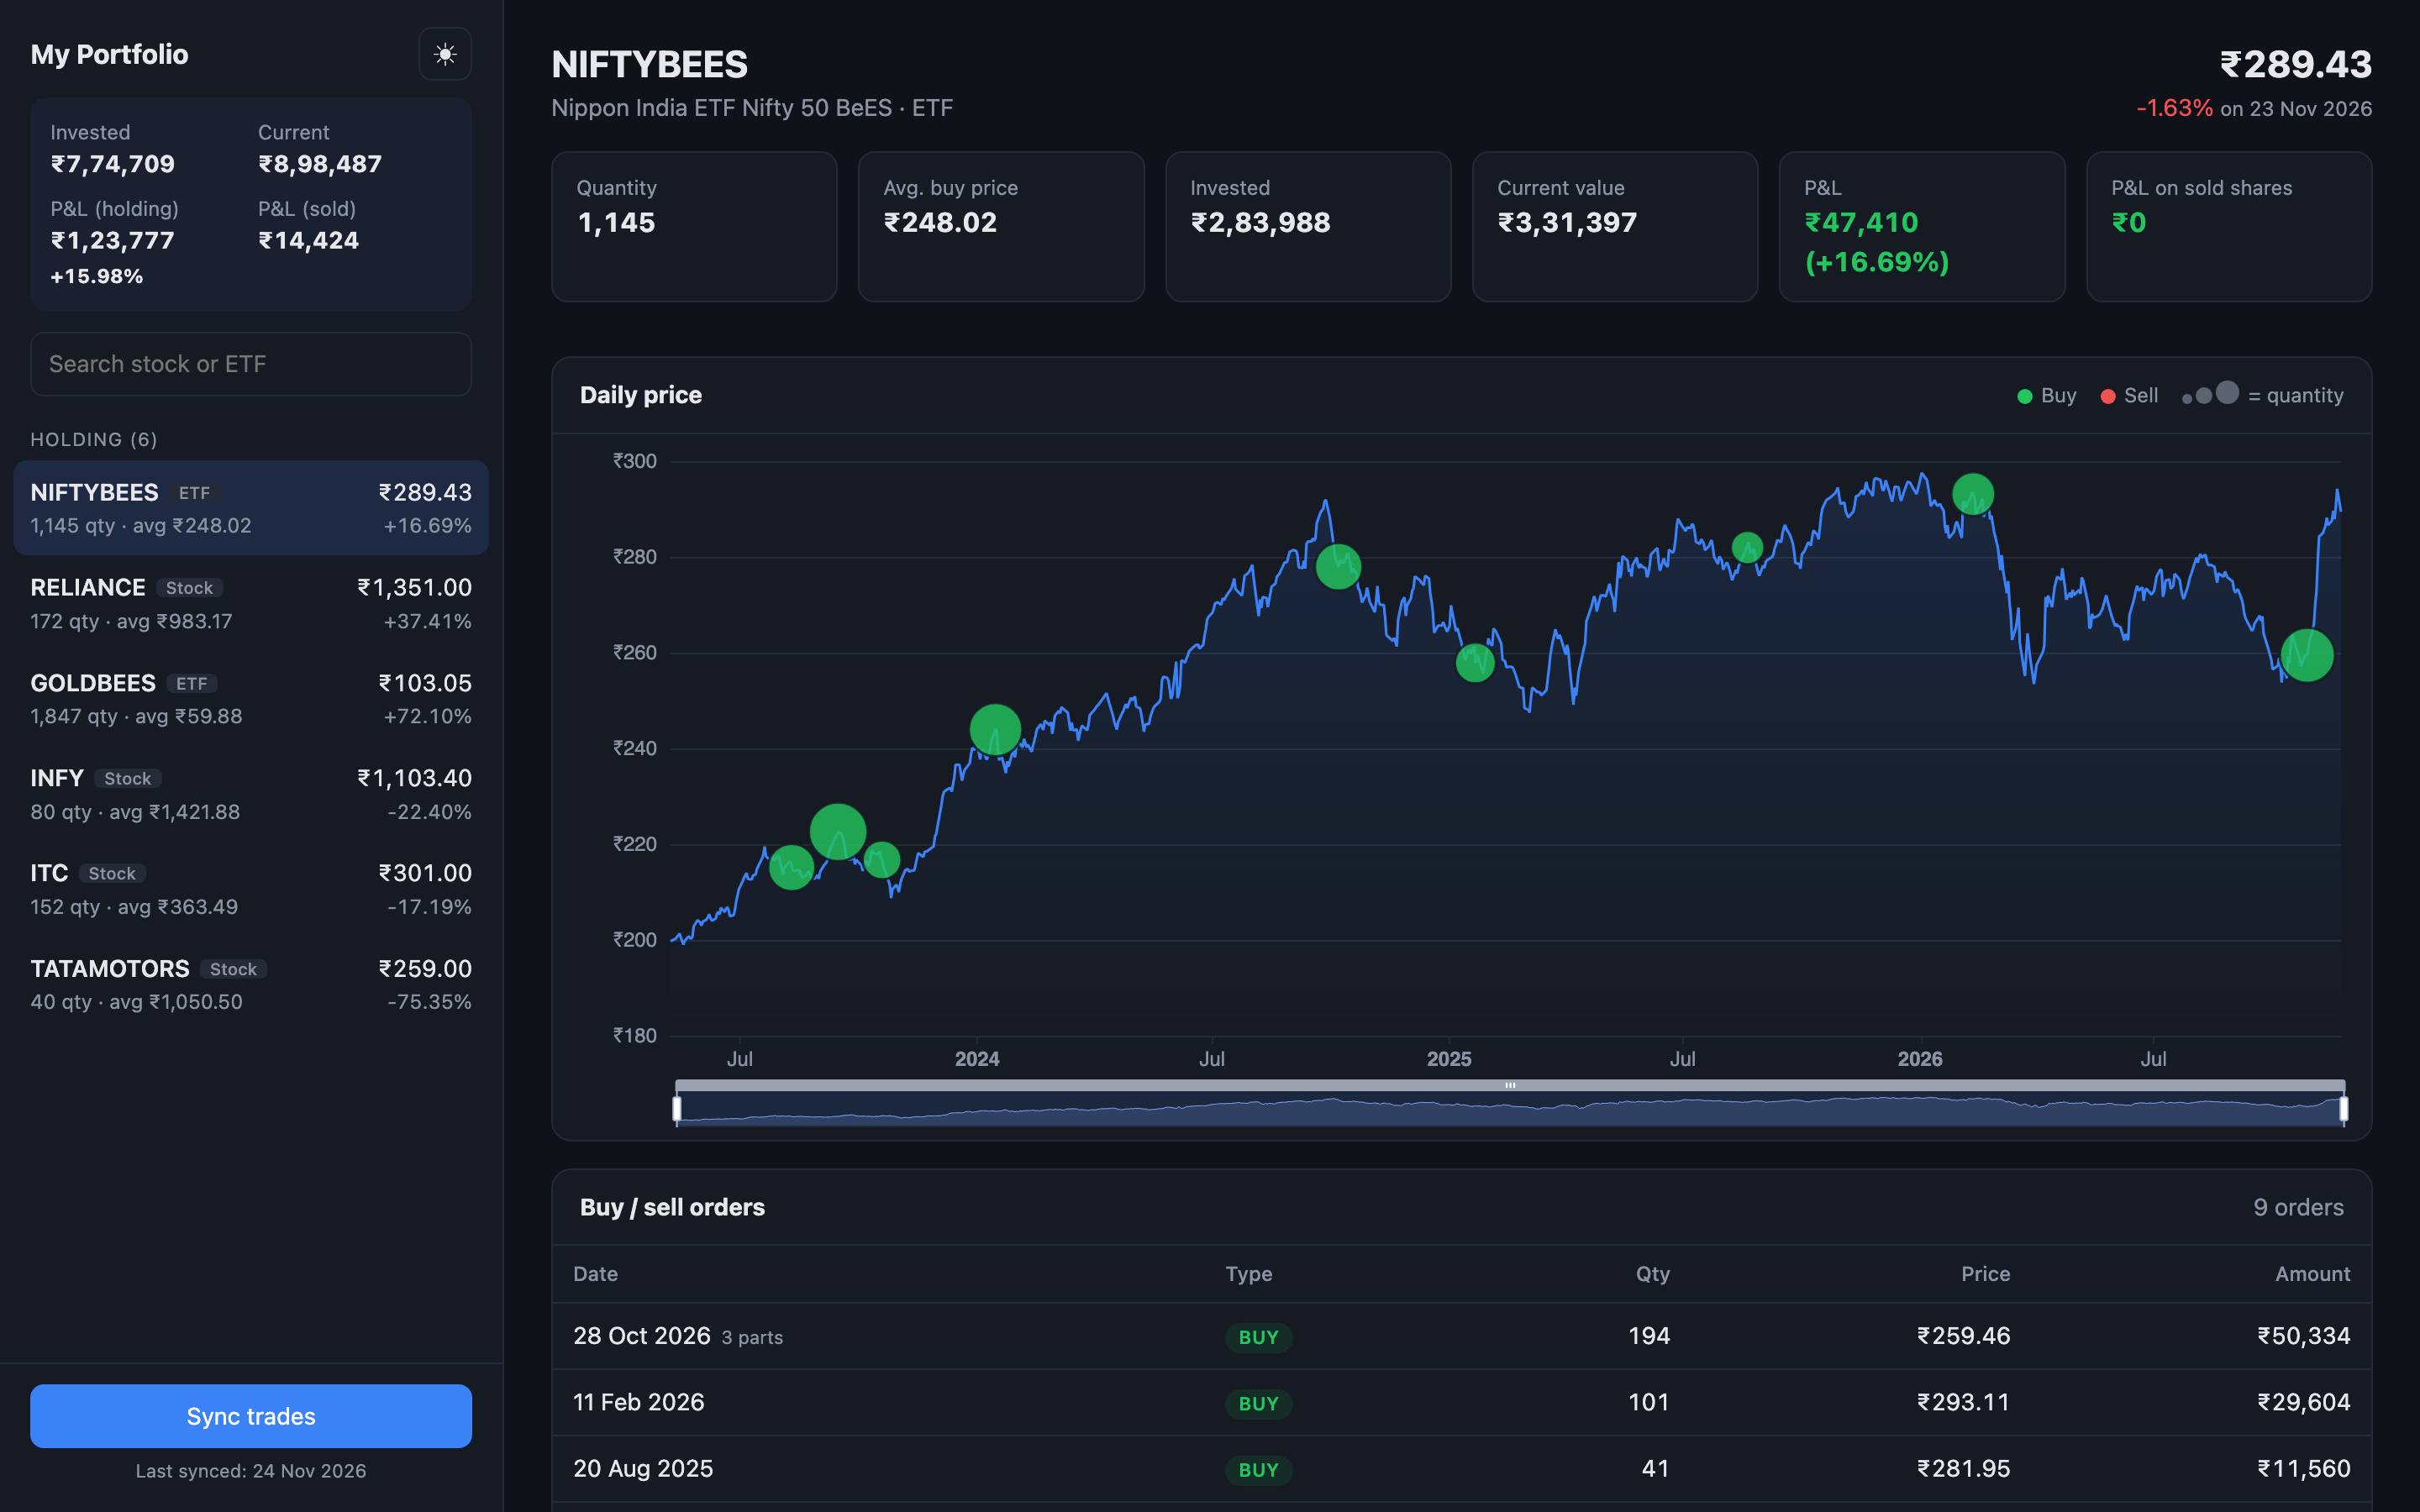 My Portfolio
Invested Current
₹7,74,709 ₹8,98,487
P&L (holding) P&L (sold)
₹1,23,777 ₹14,424
+15.98%
Search stock or ETF
HOLDING (6)
NIFTYBEES ETF ₹289.43
1,145 qty · avg ₹248.02 +16.69%
RELIANCE Stock ₹1,351.00
172 qty · avg ₹983.17 +37.41%
GOLDBEES ETF ₹103.05
1,847 qty · avg ₹59.88 +72.10%
INFY Stock ₹1,103.40
80 qty · avg ₹1,421.88 -22.40%
ITC Stock ₹301.00
152 qty · avg ₹363.49 -17.19%
TATAMOTORS Stock ₹259.00
40 qty · avg ₹1,050.50 -75.35%
Sync trades
Last synced: 24 Nov 2026
NIFTYBEES ₹289.43
Nippon India ETF Nifty 50 BeES · ETF -1.63% on 23 Nov 2026
Quantity Avg. buy price Invested Current value P&L P&L on sold shares
1,145 ₹248.02 ₹2,83,988 ₹3,31,397 ₹47,410 ₹0
(+16.69%)
Daily price Buy Sell = quantity
₹300
₹280
₹260
₹240
₹220
₹200
₹180
Jul 2024 Jul 2025 Jul 2026 Jul
Buy / sell orders 9 orders
Date Type Qty Price Amount
28 Oct 2026 3 parts BUY 194 ₹259.46 ₹50,334
11 Feb 2026 BUY 101 ₹293.11 ₹29,604
20 Aug 2025 BUY 41 ₹281.95 ₹11,560